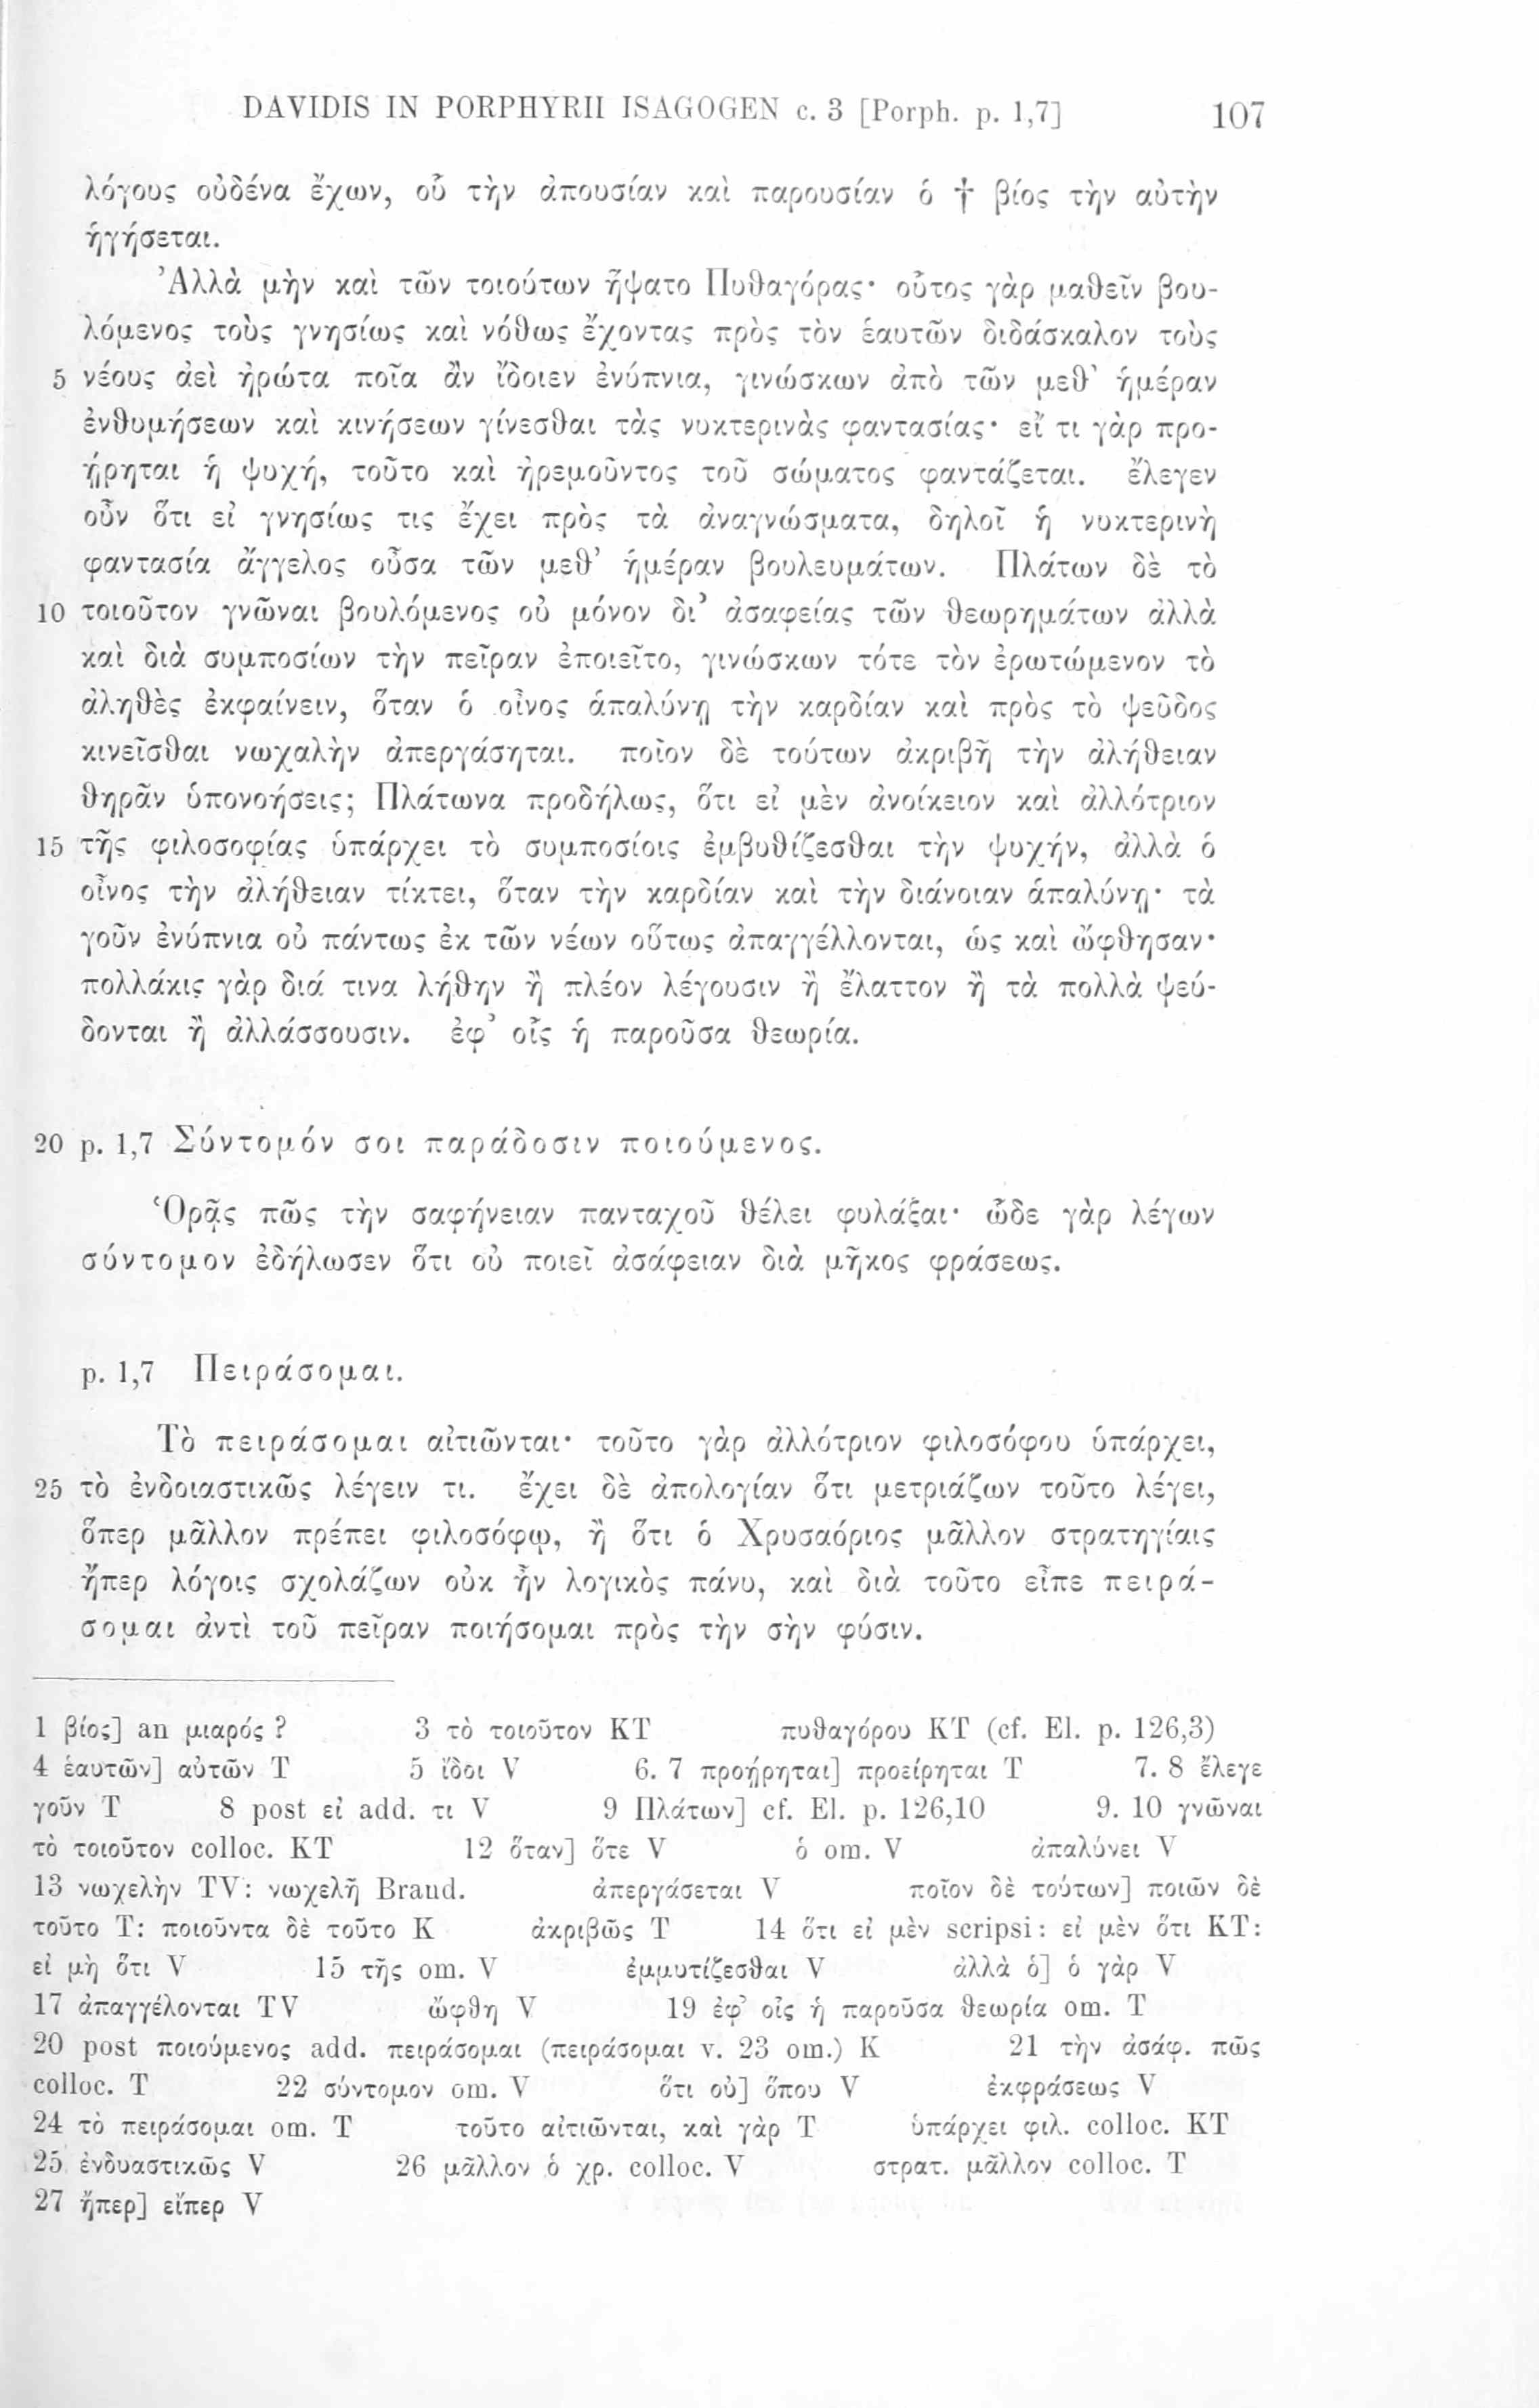 DAVIDIS IN PORPHYRII ISAGOGEN c. 3 [Porph. p. 1,7] 107
λόγους οὐδένα ἔχων, οὗ τὴν ἀπουσίαν καὶ παρουσίαν ὁ † βίος τὴν αὐτὴν
ἡγήσεται.
Ἀλλὰ μὴν καὶ τῶν τοιούτων ἥψατο Πυθαγόρας· οὗτος γὰρ μαθεῖν βου-
λόμενος τοὺς γνησίως καὶ νόθως ἔχοντας πρὸς τὸν ἑαυτῶν διδάσκαλον τοὺς
5 νέους ἀεὶ ἠρώτα ποῖα ἂν ἴδοιεν ἐνύπνια, γινώσκων ἀπὸ τῶν μεθ’ ἡμέραν
ἐνθυμήσεων καὶ κινήσεων γίνεσθαι τὰς νυκτερινὰς φαντασίας· εἴ τι γὰρ προ-
ῄρηται ἡ ψυχή, τοῦτο καὶ ἠρεμοῦντος τοῦ σώματος φαντάζεται. ἔλεγεν
οὖν ὅτι εἰ γνησίως τις ἔχει πρὸς τὰ ἀναγνώσματα, δηλοῖ ἡ νυκτερινὴ
φαντασία ἄγγελος οὖσα τῶν μεθ’ ἡμέραν βουλευμάτων. Πλάτων δὲ τὸ
10 τοιοῦτον γνῶναι βουλόμενος οὐ μόνον δι’ ἀσαφείας τῶν θεωρημάτων ἀλλὰ
καὶ διὰ συμποσίων τὴν πεῖραν ἐποιεῖτο, γινώσκων τότε τὸν ἐρωτώμενον τὸ
ἀληθὲς ἐκφαίνειν, ὅταν ὁ οἶνος ἁπαλύνῃ τὴν καρδίαν καὶ πρὸς τὸ ψεῦδος
κινεῖσθαι νωχαλὴν ἀπεργάσηται. ποῖον δὲ τούτων ἀκριβῆ τὴν ἀλήθειαν
θηρᾶν ὑπονοήσεις; Πλάτωνα προδήλως, ὅτι εἰ μὲν ἀνοίκειον καὶ ἀλλότριον
15 τῆς φιλοσοφίας ὑπάρχει τὸ συμποσίοις ἐμβυθίζεσθαι τὴν ψυχήν, ἀλλὰ ὁ
οἶνος τὴν ἀλήθειαν τίκτει, ὅταν τὴν καρδίαν καὶ τὴν διάνοιαν ἁπαλύνῃ· τὰ
γοῦν ἐνύπνια οὐ πάντως ἐκ τῶν νέων οὕτως ἀπαγγέλλονται, ὡς καὶ ὤφθησαν·
πολλάκις γὰρ διά τινα λήθην ἢ πλέον λέγουσιν ἢ ἔλαττον ἢ τὰ πολλὰ ψεύ-
δονται ἢ ἀλλάσσουσιν. ἐφ’ οἷς ἡ παροῦσα θεωρία.
20 p. 1,7 Σύντομόν σοι παράδοσιν ποιούμενος.
Ὁρᾷς πῶς τὴν σαφήνειαν πανταχοῦ θέλει φυλάξαι· ὧδε γὰρ λέγων
σύντομον ἐδήλωσεν ὅτι οὐ ποιεῖ ἀσάφειαν διὰ μῆκος φράσεως.
p. 1,7 Πειράσομαι.
Τὸ πειράσομαι αἰτιῶνται· τοῦτο γὰρ ἀλλότριον φιλοσόφου ὑπάρχει,
25 τὸ ἐνδοιαστικῶς λέγειν τι. ἔχει δὲ ἀπολογίαν ὅτι μετριάζων τοῦτο λέγει,
ὅπερ μᾶλλον πρέπει φιλοσόφῳ, ἢ ὅτι ὁ Χρυσαόριος μᾶλλον στρατηγίαις
ἤπερ λόγοις σχολάζων οὐκ ἦν λογικὸς πάνυ, καὶ διὰ τοῦτο εἶπε πειρά-
σομαι ἀντὶ τοῦ πεῖραν ποιήσομαι πρὸς τὴν σὴν φύσιν.
1 βίος] an μιαρός ? 3 τὸ τοιοῦτον KT πυθαγόρου KT (cf. El. p. 126,3)
4 ἑαυτῶν] αὐτῶν T 5 ἴδοι V 6. 7 προῄρηται] προείρηται T 7. 8 ἔλεγε
γοῦν T 8 post εἰ add. τι V 9 Πλάτων] cf. El. p. 126,10 9. 10 γνῶναι
τὸ τοιοῦτον colloc. KT 12 ὅταν] ὅτε V ὁ om. V ἁπαλύνει V
13 νωχελὴν TV: νωχελῆ Brand. ἀπεργάσεται V ποῖον δὲ τούτων] ποιῶν δὲ
τοῦτο T: ποιοῦντα δὲ τοῦτο K ἀκριβῶς T 14 ὅτι εἰ μὲν scripsi: εἰ μὲν ὅτι KT:
εἰ μὴ ὅτι V 15 τῆς om. V ἐμμυτίζεσθαι V ἀλλὰ ὁ] ὁ γὰρ V
17 ἀπαγγέλονται TV ὤφθη V 19 ἐφ’ οἷς ἡ παροῦσα θεωρία om. T
20 post ποιούμενος add. πειράσομαι (πειράσομαι v. 23 om.) K 21 τὴν ἀσάφ. πῶς
colloc. T 22 σύντομον om. V ὅτι οὐ] ὅπου V ἐκφράσεως V
24 τὸ πειράσομαι om. T τοῦτο αἰτιῶνται, καὶ γὰρ T ὑπάρχει φιλ. colloc. KT
25 ἐνδυαστικῶς V 26 μᾶλλον ὁ χρ. colloc. V στρατ. μᾶλλον colloc. T
27 ἤπερ] εἴπερ V